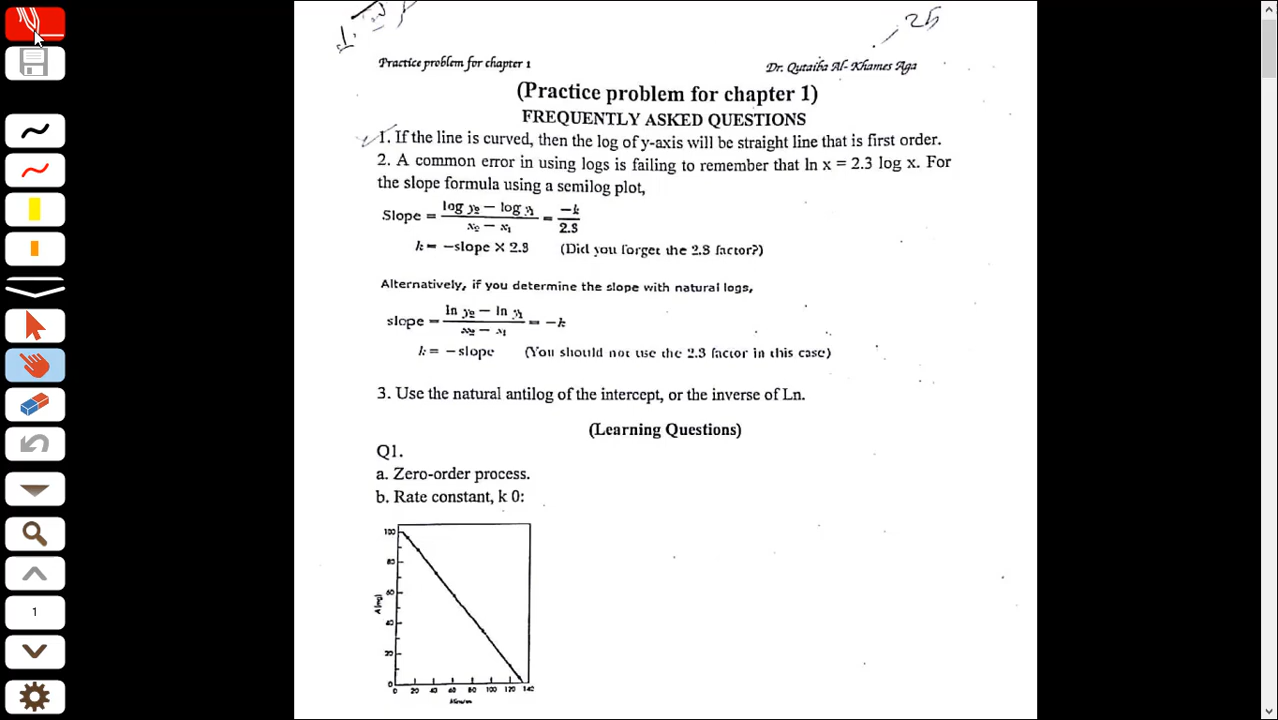 25
Practice problem for chapter 1
Dr. Qutaiba Al- Khames Aga
(Practice problem for chapter 1)
FREQUENTLY ASKED QUESTIONS
1. If the line is curved, then the log of y-axis will be straight line that is first order.
2. A common error in using logs is failing to remember that ln x = 2.3 log x. For
the slope formula using a semilog plot,
Slope = (log y₂ − log y₁)/(x₂ − x₁) = −k/2.3
k = −slope × 2.3 (Did you forget the 2.3 factor?)
Alternatively, if you determine the slope with natural logs,
slope = (ln y₂ − ln y₁)/(x₂ − x₁) = −k
k = −slope (You should not use the 2.3 factor in this case)
3. Use the natural antilog of the intercept, or the inverse of Ln.
(Learning Questions)
Q1.
a. Zero-order process.
b. Rate constant, k 0:
100
80
60
40
20
0
A (mg)
0 20 40 60 80 100 120 140
1